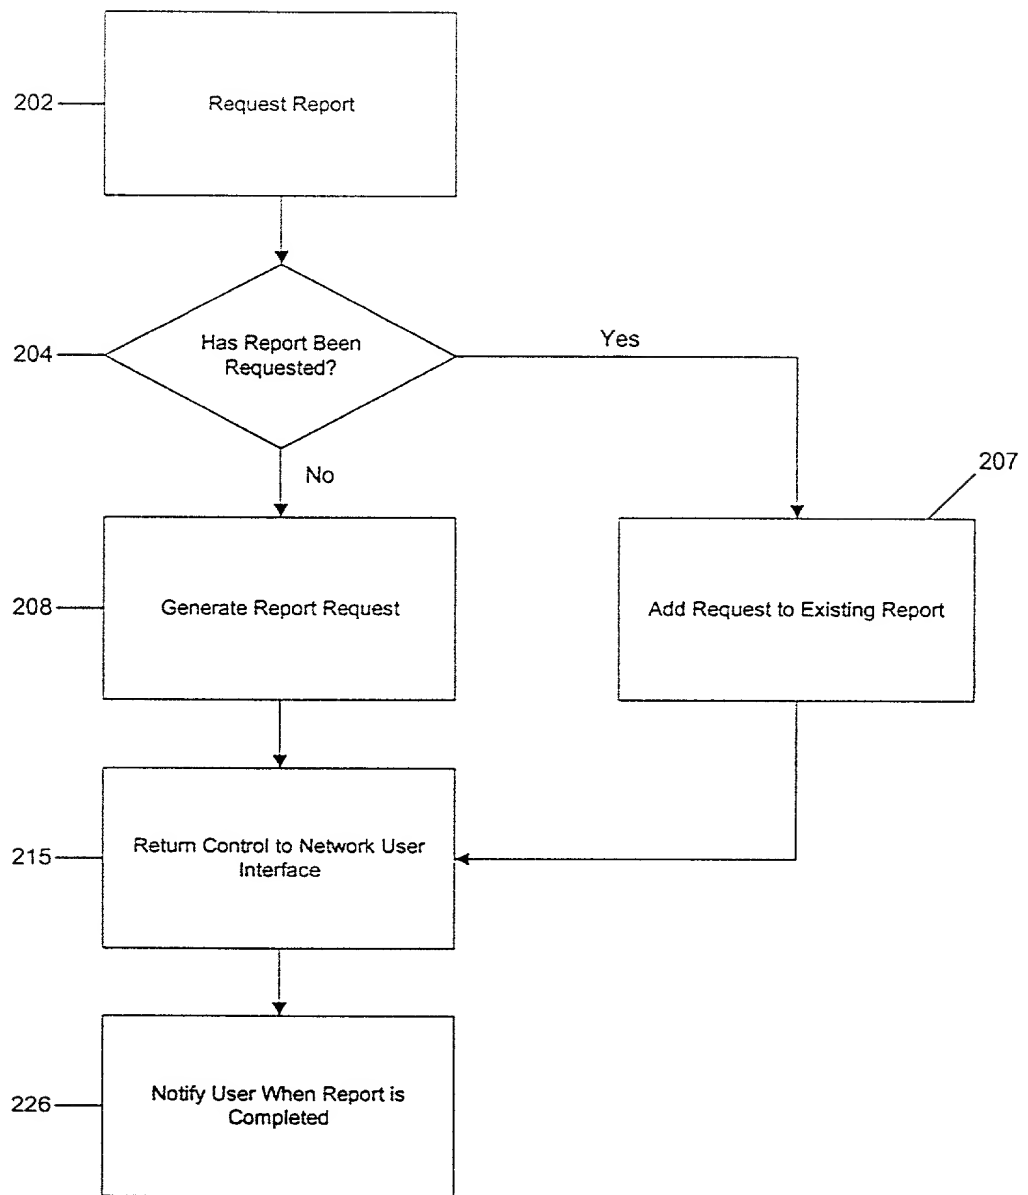 202
Request Report
204
Has Report Been
Requested?
Yes
No
207
208
Generate Report Request
Add Request to Existing Report
215
Return Control to Network User
Interface
226
Notify User When Report is
Completed